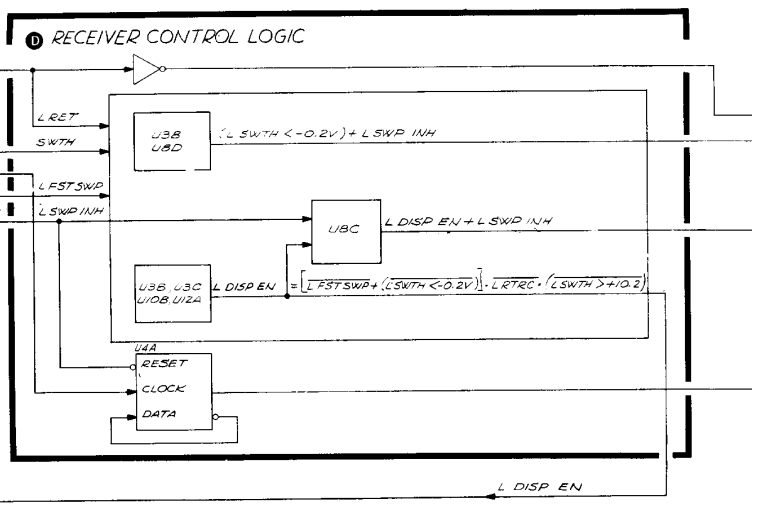 D RECEIVER CONTROL LOGIC
L RET
SWTH
L FST SWP
L SWP INH
U3B
U8D
(L SWTH < -0.2V) + L SWP INH
U8C
L DISP EN + L SWP INH
U3B, U3C
U10B, U12A
L DISP EN = [L FST SWP + (L SWTH < -0.2V)] · L RTRC · (L SWTH > +10.2)
U4A
RESET
CLOCK
DATA
L DISP EN